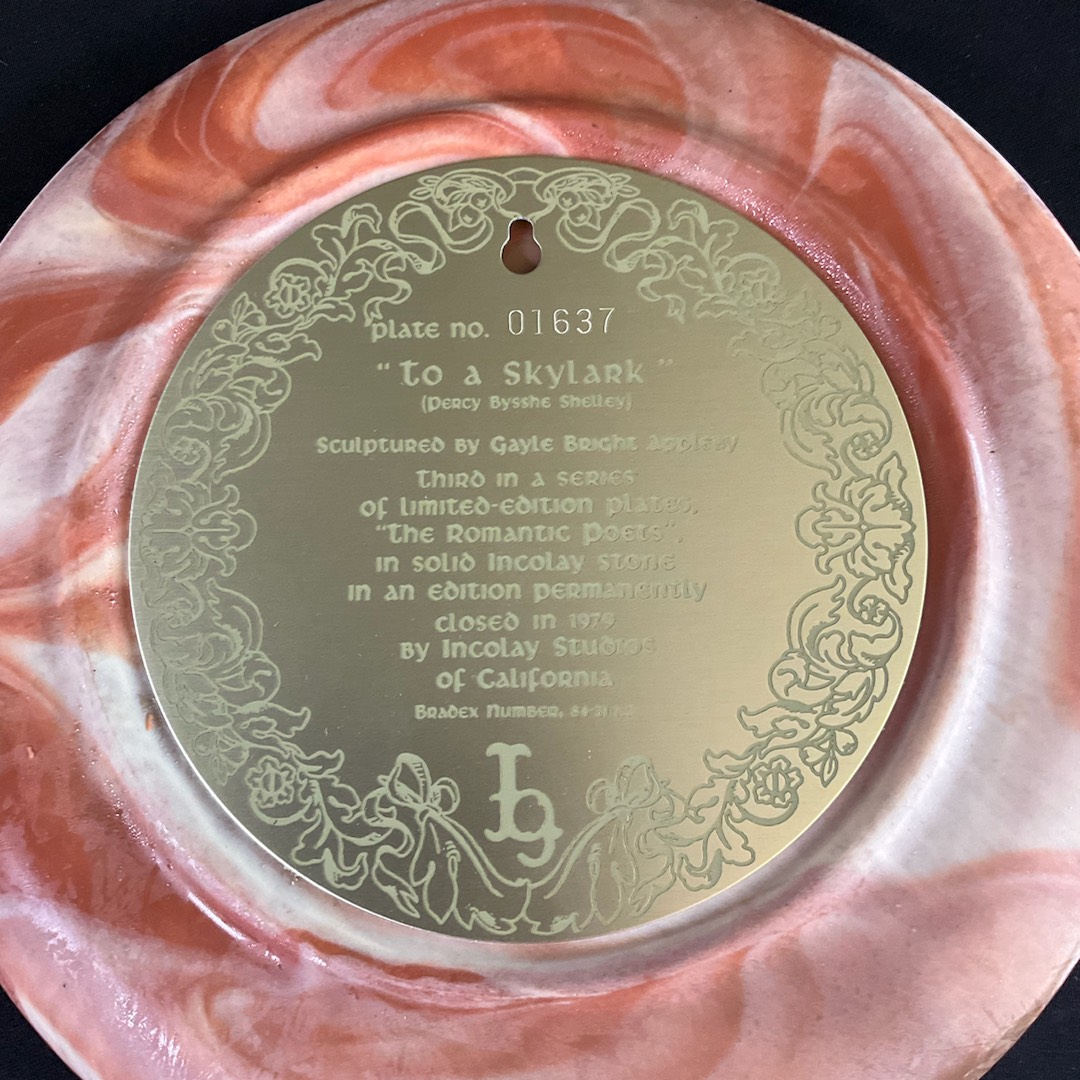 plate no. 01637
"To a Skylark"
(Percy Bysshe Shelley)
Sculptured by Gayle Bright Appleby
Third in a series
of limited-edition plates,
"The Romantic Poets",
in solid Incolay stone
in an edition permanently
closed in 1979
by Incolay Studios
of California
Bradex Number,